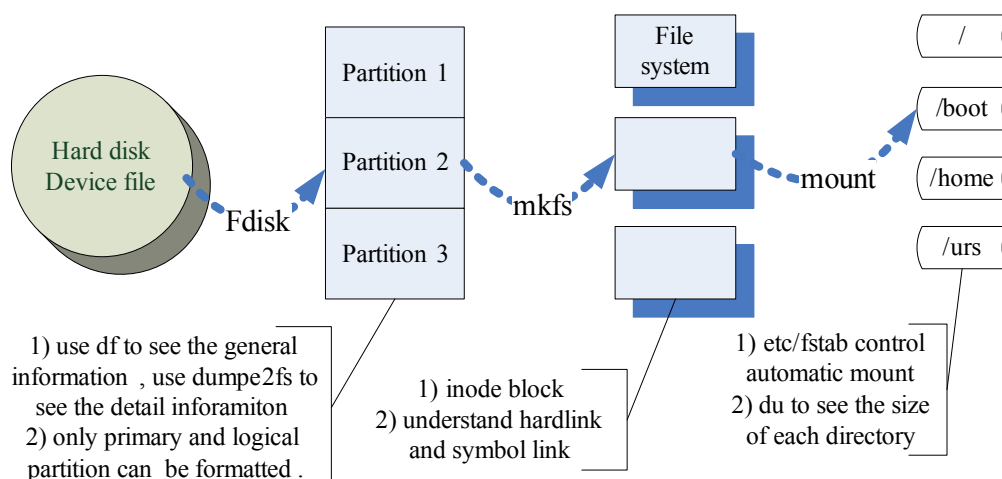 Hard disk
Device file
Fdisk
Partition 1
Partition 2
Partition 3
mkfs
File
system
mount
/
/boot
/home
/urs
1) use df to see the general
information , use dumpe2fs to
see the detail inforamiton
2) only primary and logical
partition can be formatted .
1) inode block
2) understand hardlink
and symbol link
1) etc/fstab control
automatic mount
2) du to see the size
of each directory